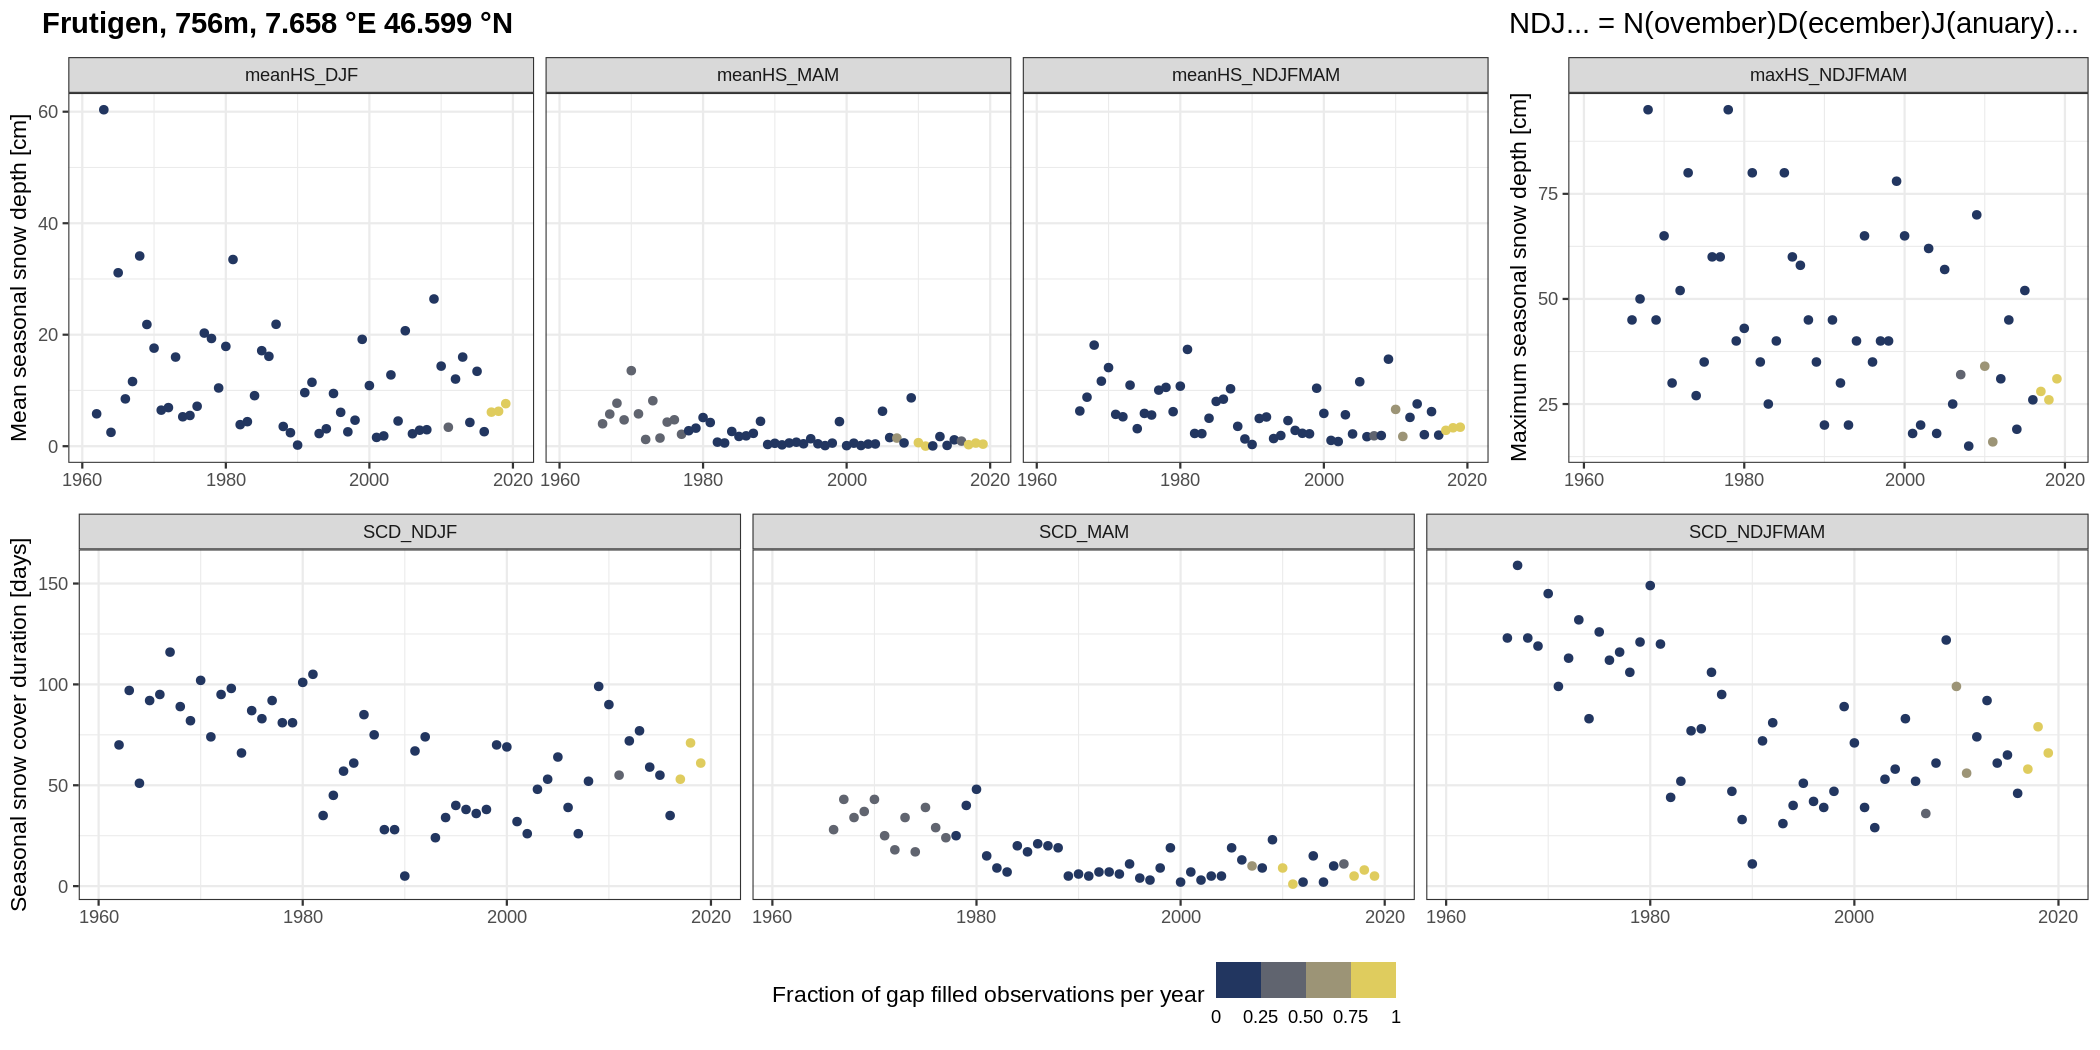 Frutigen, 756m, 7.658 °E 46.599 °N
NDJ... = N(ovember)D(ecember)J(anuary)...
meanHS_DJF
meanHS_MAM
meanHS_NDJFMAM
maxHS_NDJFMAM
Mean seasonal snow depth [cm]
60
40
20
0
1960 1980 2000 2020
1960 1980 2000 2020
1960 1980 2000 2020
Maximum seasonal snow depth [cm]
75
50
25
1960 1980 2000 2020
SCD_NDJF
SCD_MAM
SCD_NDJFMAM
Seasonal snow cover duration [days]
150
100
50
0
1960 1980 2000 2020
1960 1980 2000 2020
1960 1980 2000 2020
Fraction of gap filled observations per year
0 0.25 0.50 0.75 1